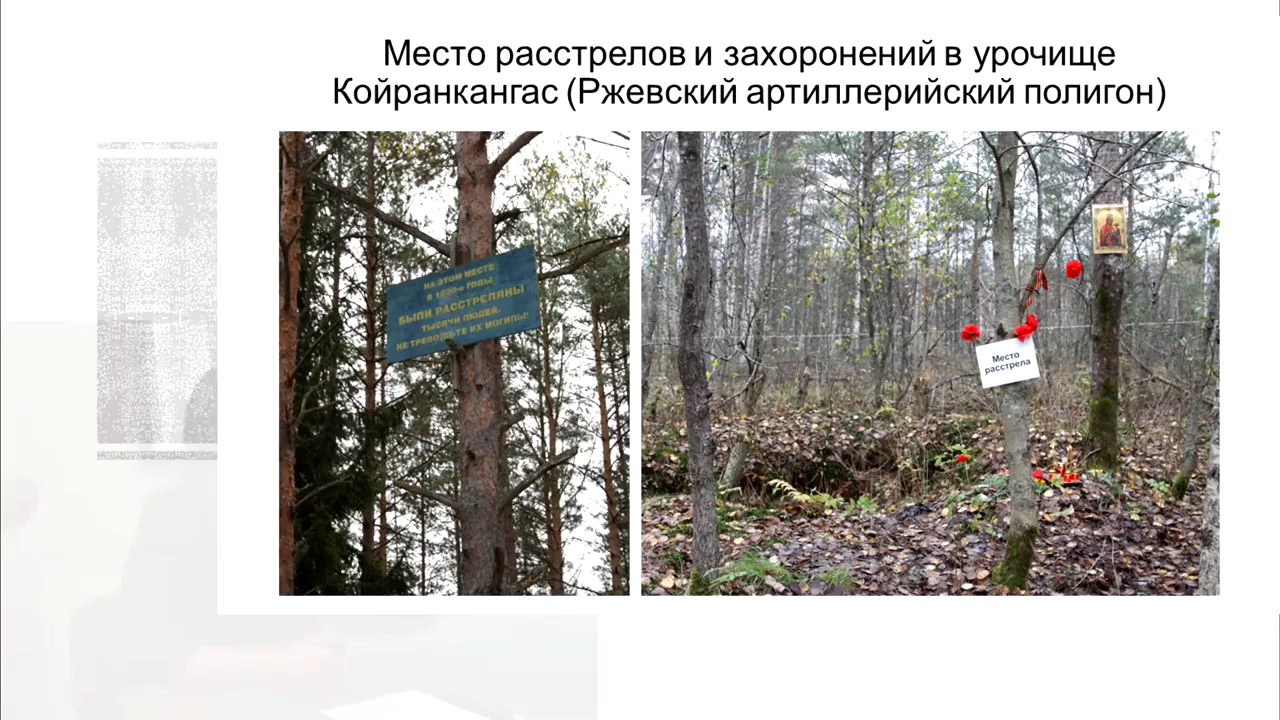 Место расстрелов и захоронений в урочище
Койранкангас (Ржевский артиллерийский полигон)
НА ЭТОМ МЕСТЕ
В 1930-е ГОДЫ
БЫЛИ РАССТРЕЛЯНЫ
ТЫСЯЧИ ЛЮДЕЙ.
НЕ ТРЕВОЖЬТЕ ИХ МОГИЛЫ!
Место
расстрела